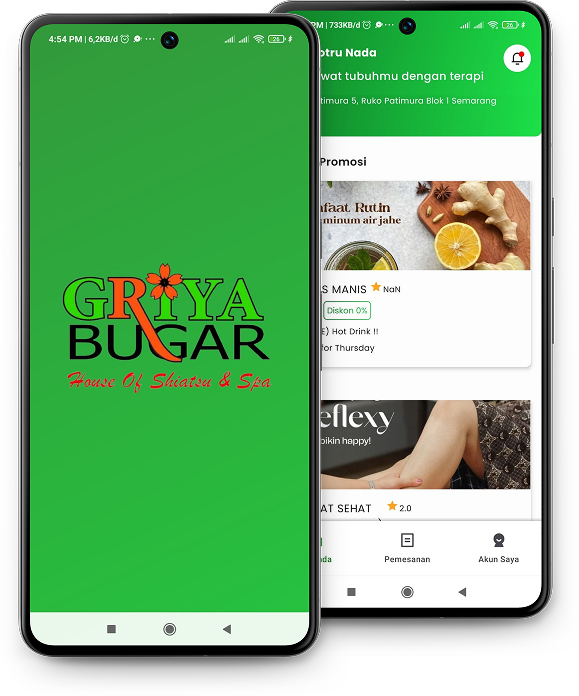 4:54 PM | 6,2KB/d
26
GRIYA
BUGAR
House Of Shiatsu & Spa
PM | 733KB/d
26
otru Nada
wat tubuhmu dengan terapi
timura 5, Ruko Patimura Blok 1 Semarang
Promosi
nfaat Rutin
minum air jahe
S MANIS NaN
Diskon 0%
E) Hot Drink !!
for Thursday
eflexy
bikin happy!
AT SEHAT 2.0
nda
Pemesanan
Akun Saya